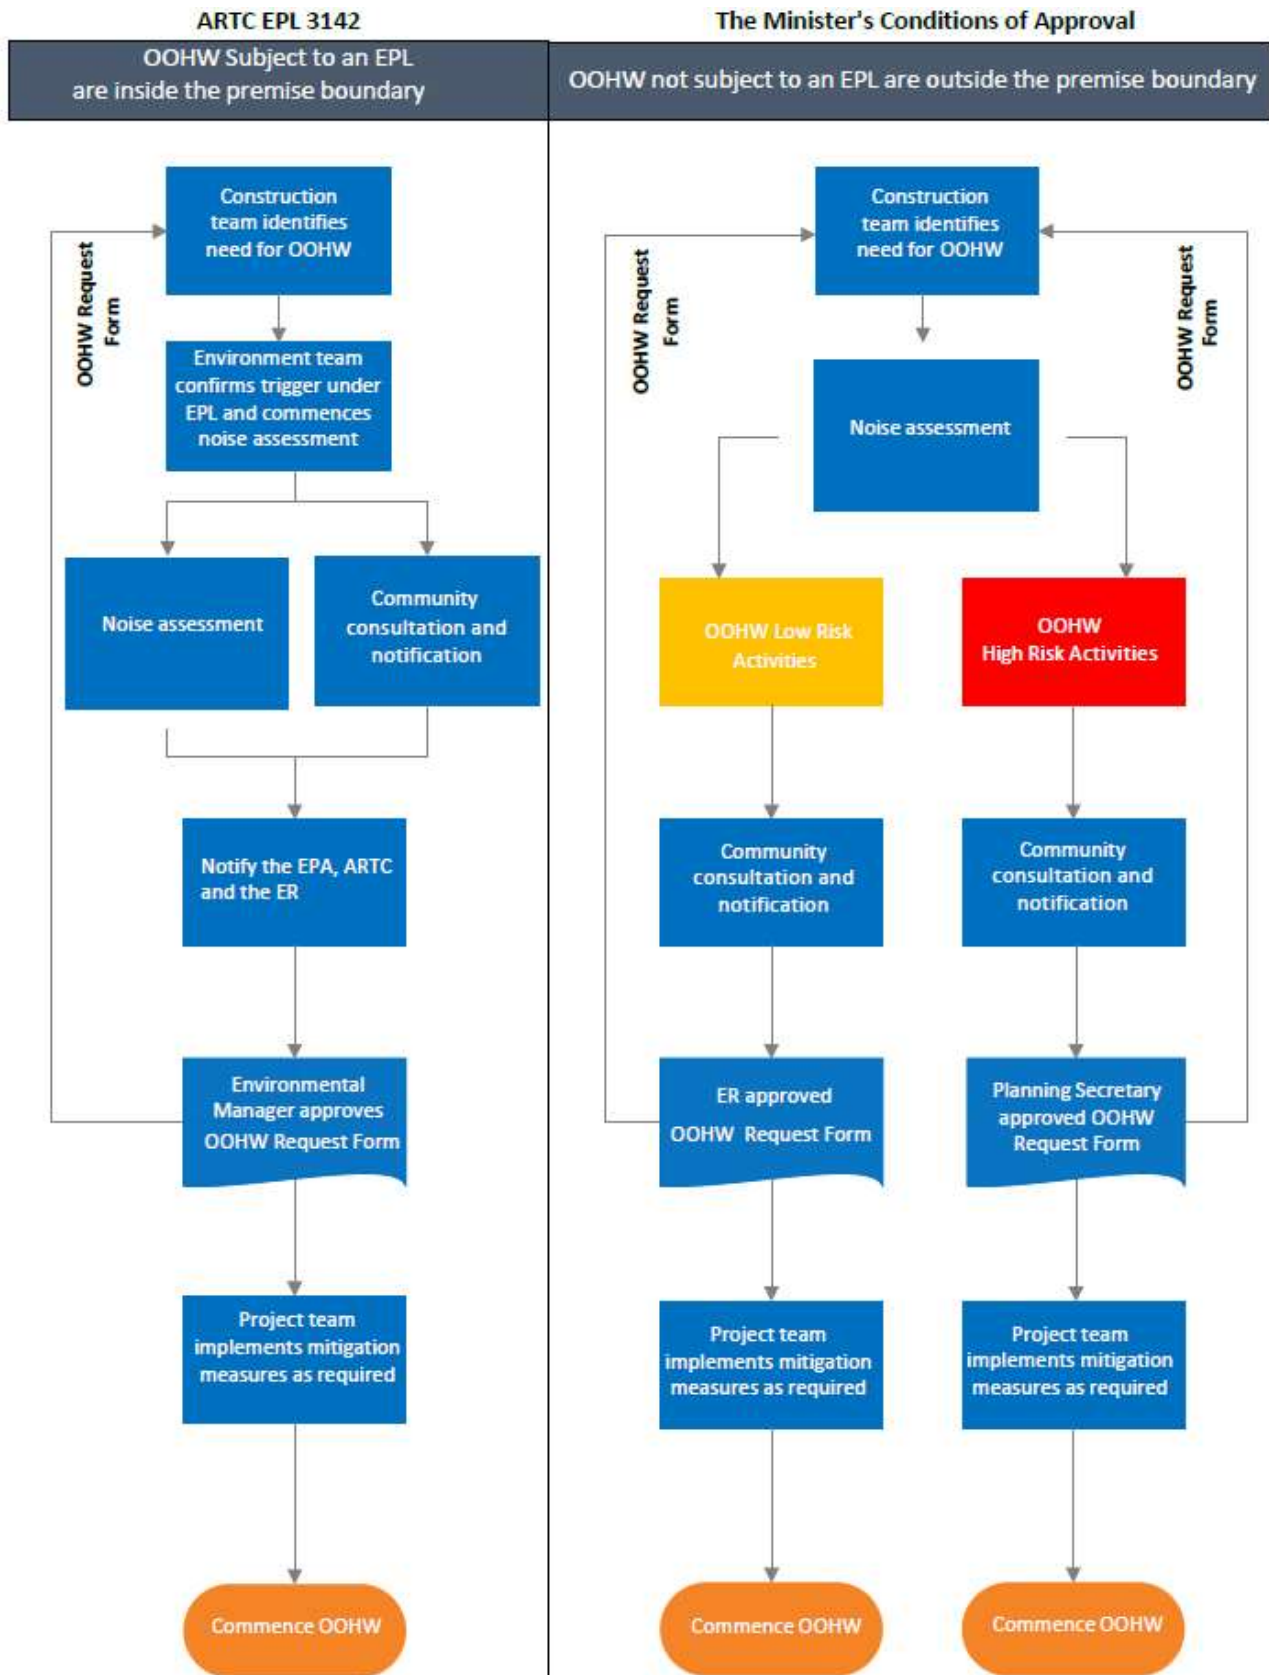 ARTC EPL 3142
OOHW Subject to an EPL
are inside the premise boundary
Construction
team identifies
need for OOHW
OOHW Request
Form
Environment team
confirms trigger under
EPL and commences
noise assessment
Noise assessment
Community
consultation and
notification
Notify the EPA, ARTC
and the ER
Environmental
Manager approves
OOHW Request Form
Project team
implements mitigation
measures as required
Commence OOHW
The Minister's Conditions of Approval
OOHW not subject to an EPL are outside the premise boundary
Construction
team identifies
need for OOHW
OOHW Request
Form
OOHW Request
Form
Noise assessment
OOHW Low Risk
Activities
OOHW
High Risk Activities
Community
consultation and
notification
Community
consultation and
notification
ER approved
OOHW Request Form
Planning Secretary
approved OOHW
Request Form
Project team
implements mitigation
measures as required
Project team
implements mitigation
measures as required
Commence OOHW
Commence OOHW